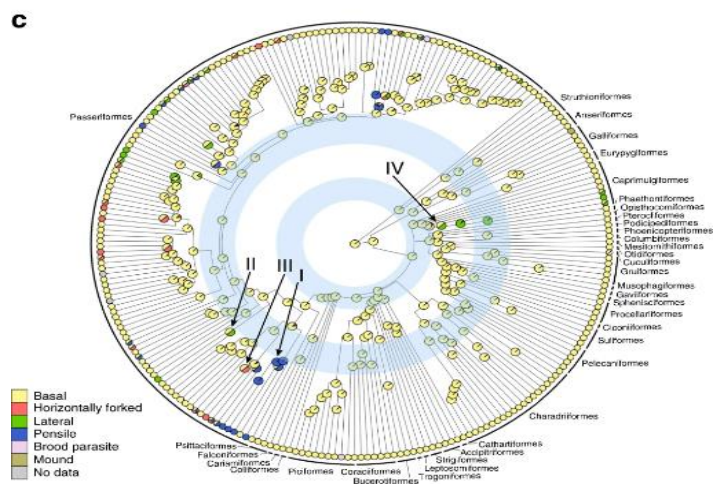 c
Passeriformes
Struthioniformes
Anseriformes
Galliformes
Eurypygiformes
Caprimulgiformes
Phaethontiformes
Opisthocomiformes
Pterocliformes
Podicipediformes
Phoenicopteriformes
Columbiformes
Mesitornithiformes
Otidiformes
Cuculiformes
Gruiformes
Musophagiformes
Gaviiformes
Sphenisciformes
Procellariiformes
Ciconiiformes
Suliformes
Pelecaniformes
Charadriiformes
Cathartiformes
Accipitriformes
Strigiformes
Leptosomiformes
Trogoniformes
Bucerotiformes
Coraciiformes
Piciformes
Coliiformes
Cariamiformes
Falconiformes
Psittaciformes
IV
II
III
I
Basal
Horizontally forked
Lateral
Pensile
Brood parasite
Mound
No data